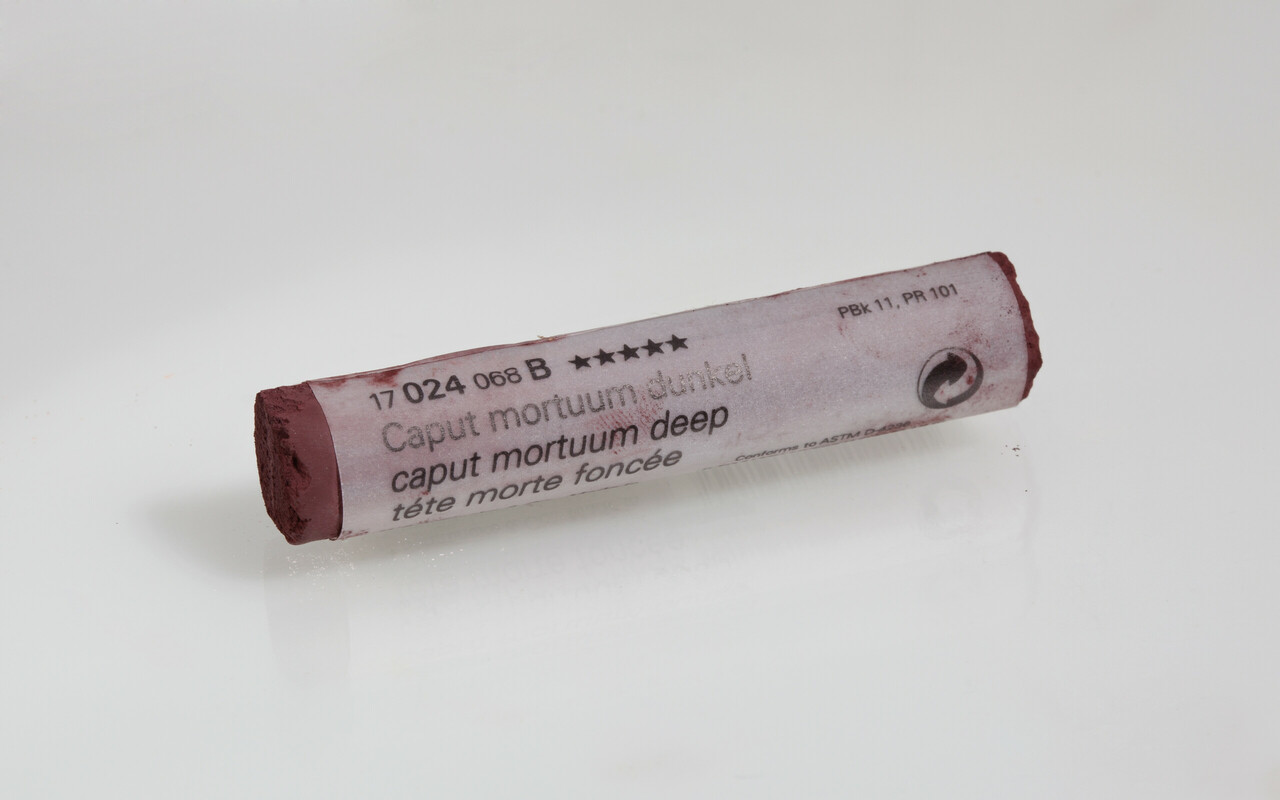 17 024 068 B ★★★★★
Caput mortuum dunkel
caput mortuum deep
téte morte foncée
PBk 11, PR 101
Conforms to ASTM